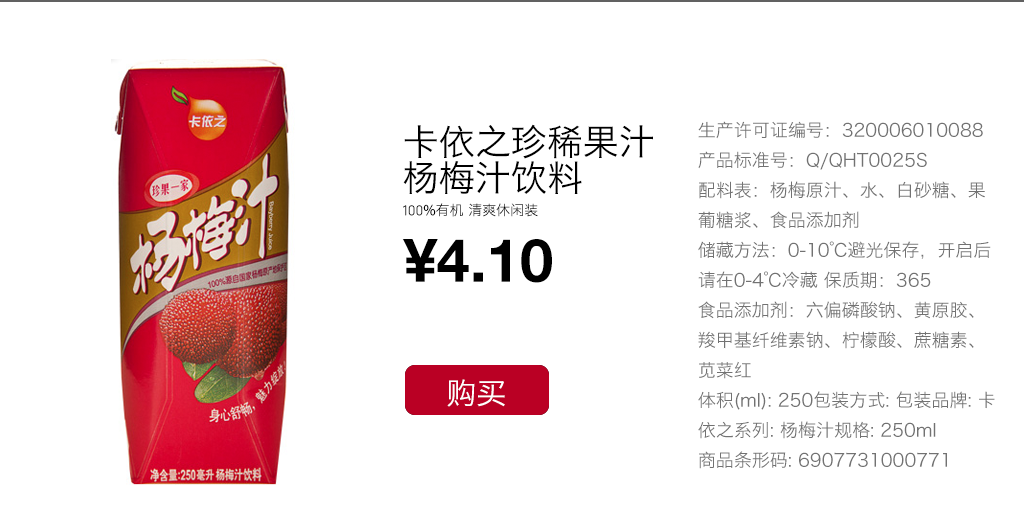 卡依之
珍果一家
杨梅汁
Bayberry Juice
身心舒畅，魅力绽放
净含量:250毫升 杨梅汁饮料
卡依之珍稀果汁
杨梅汁饮料
100%有机 清爽休闲装
¥4.10
购买
生产许可证编号：320006010088
产品标准号：Q/QHT0025S
配料表：杨梅原汁、水、白砂糖、果
葡糖浆、食品添加剂
储藏方法：0-10℃避光保存，开启后
请在0-4℃冷藏 保质期：365
食品添加剂：六偏磷酸钠、黄原胶、
羧甲基纤维素钠、柠檬酸、蔗糖素、
苋菜红
体积(ml): 250包装方式: 包装品牌: 卡
依之系列: 杨梅汁规格: 250ml
商品条形码: 6907731000771